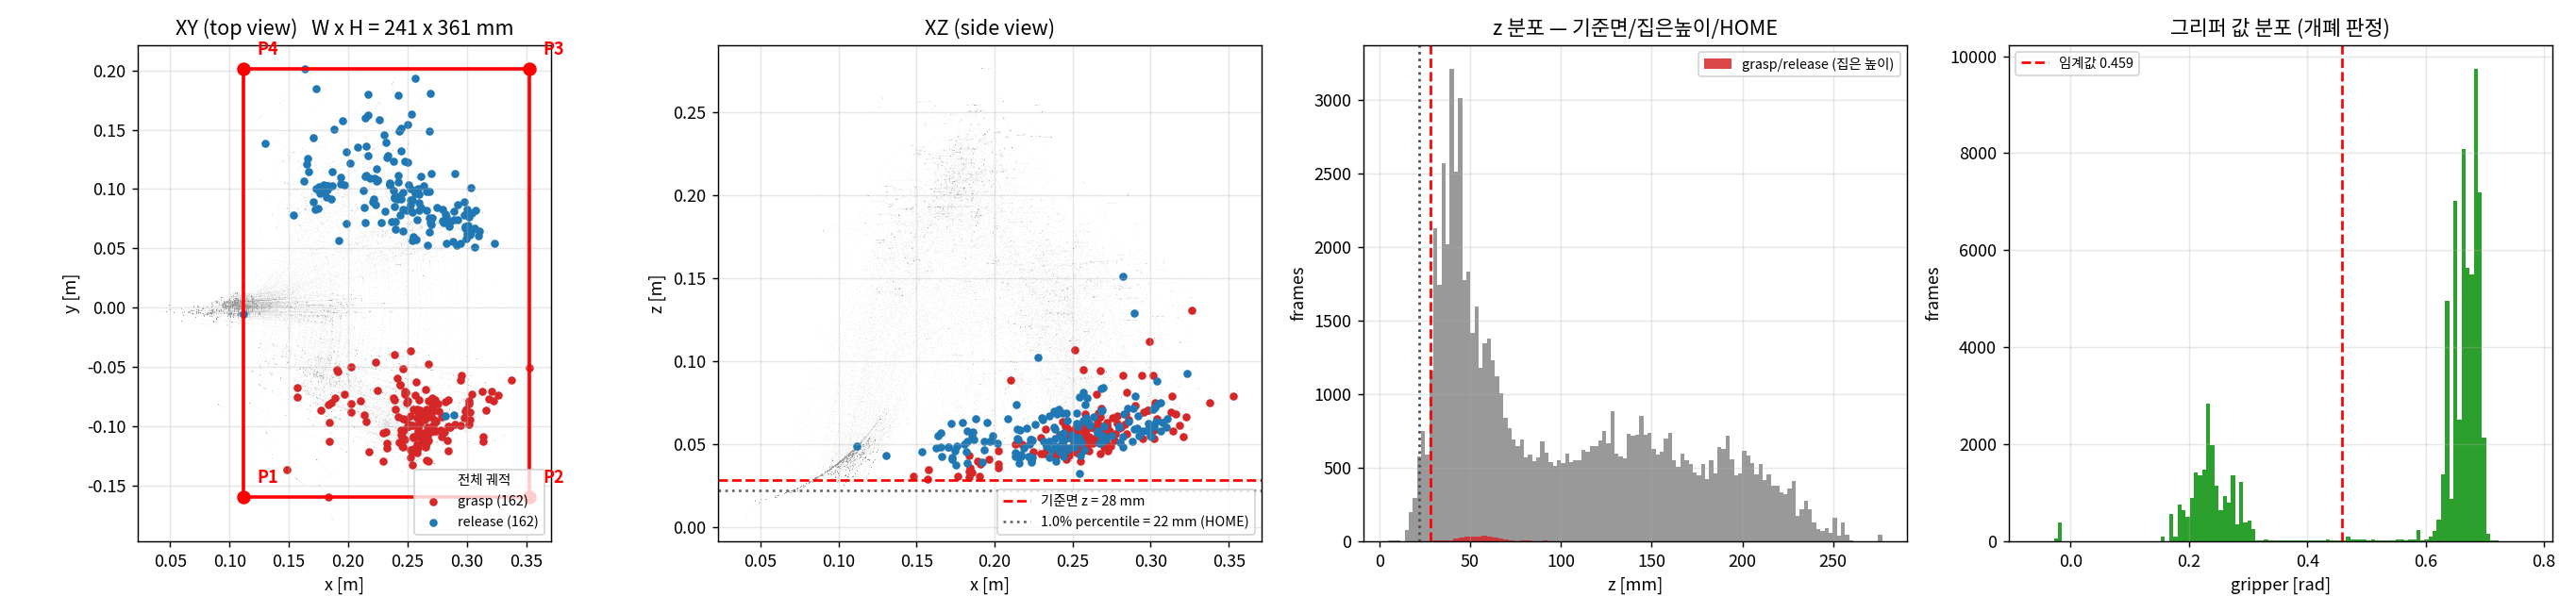 XY (top view)   W x H = 241 x 361 mm
P4
P3
P1
P2
0.20
0.15
0.10
0.05
0.00
-0.05
-0.10
-0.15
y [m]
0.05
0.10
0.15
0.20
0.25
0.30
0.35
x [m]
전체 궤적
grasp (162)
release (162)
XZ (side view)
0.25
0.20
0.15
0.10
0.05
0.00
z [m]
0.05
0.10
0.15
0.20
0.25
0.30
0.35
x [m]
기준면 z = 28 mm
1.0% percentile = 22 mm (HOME)
z 분포 — 기준면/집은높이/HOME
grasp/release (집은 높이)
3000
2500
2000
1500
1000
500
0
frames
0
50
100
150
200
250
z [mm]
그리퍼 값 분포 (개폐 판정)
임계값 0.459
10000
8000
6000
4000
2000
0
frames
0.0
0.2
0.4
0.6
0.8
gripper [rad]